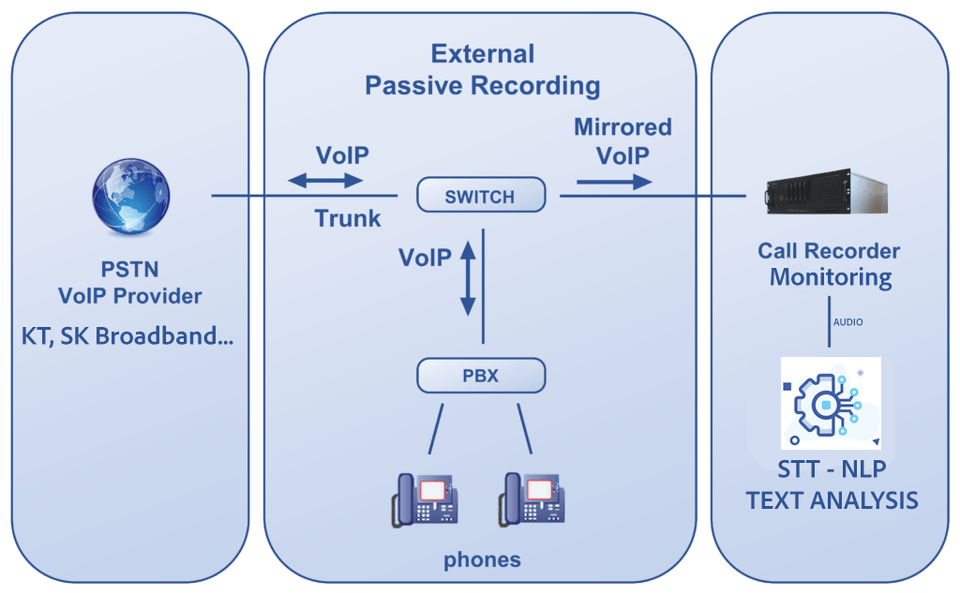 External
Passive Recording
VoIP
Trunk
SWITCH
Mirrored
VoIP
VoIP
PBX
phones
PSTN
VoIP Provider
KT, SK Broadband...
Call Recorder
Monitoring
AUDIO
STT - NLP
TEXT ANALYSIS